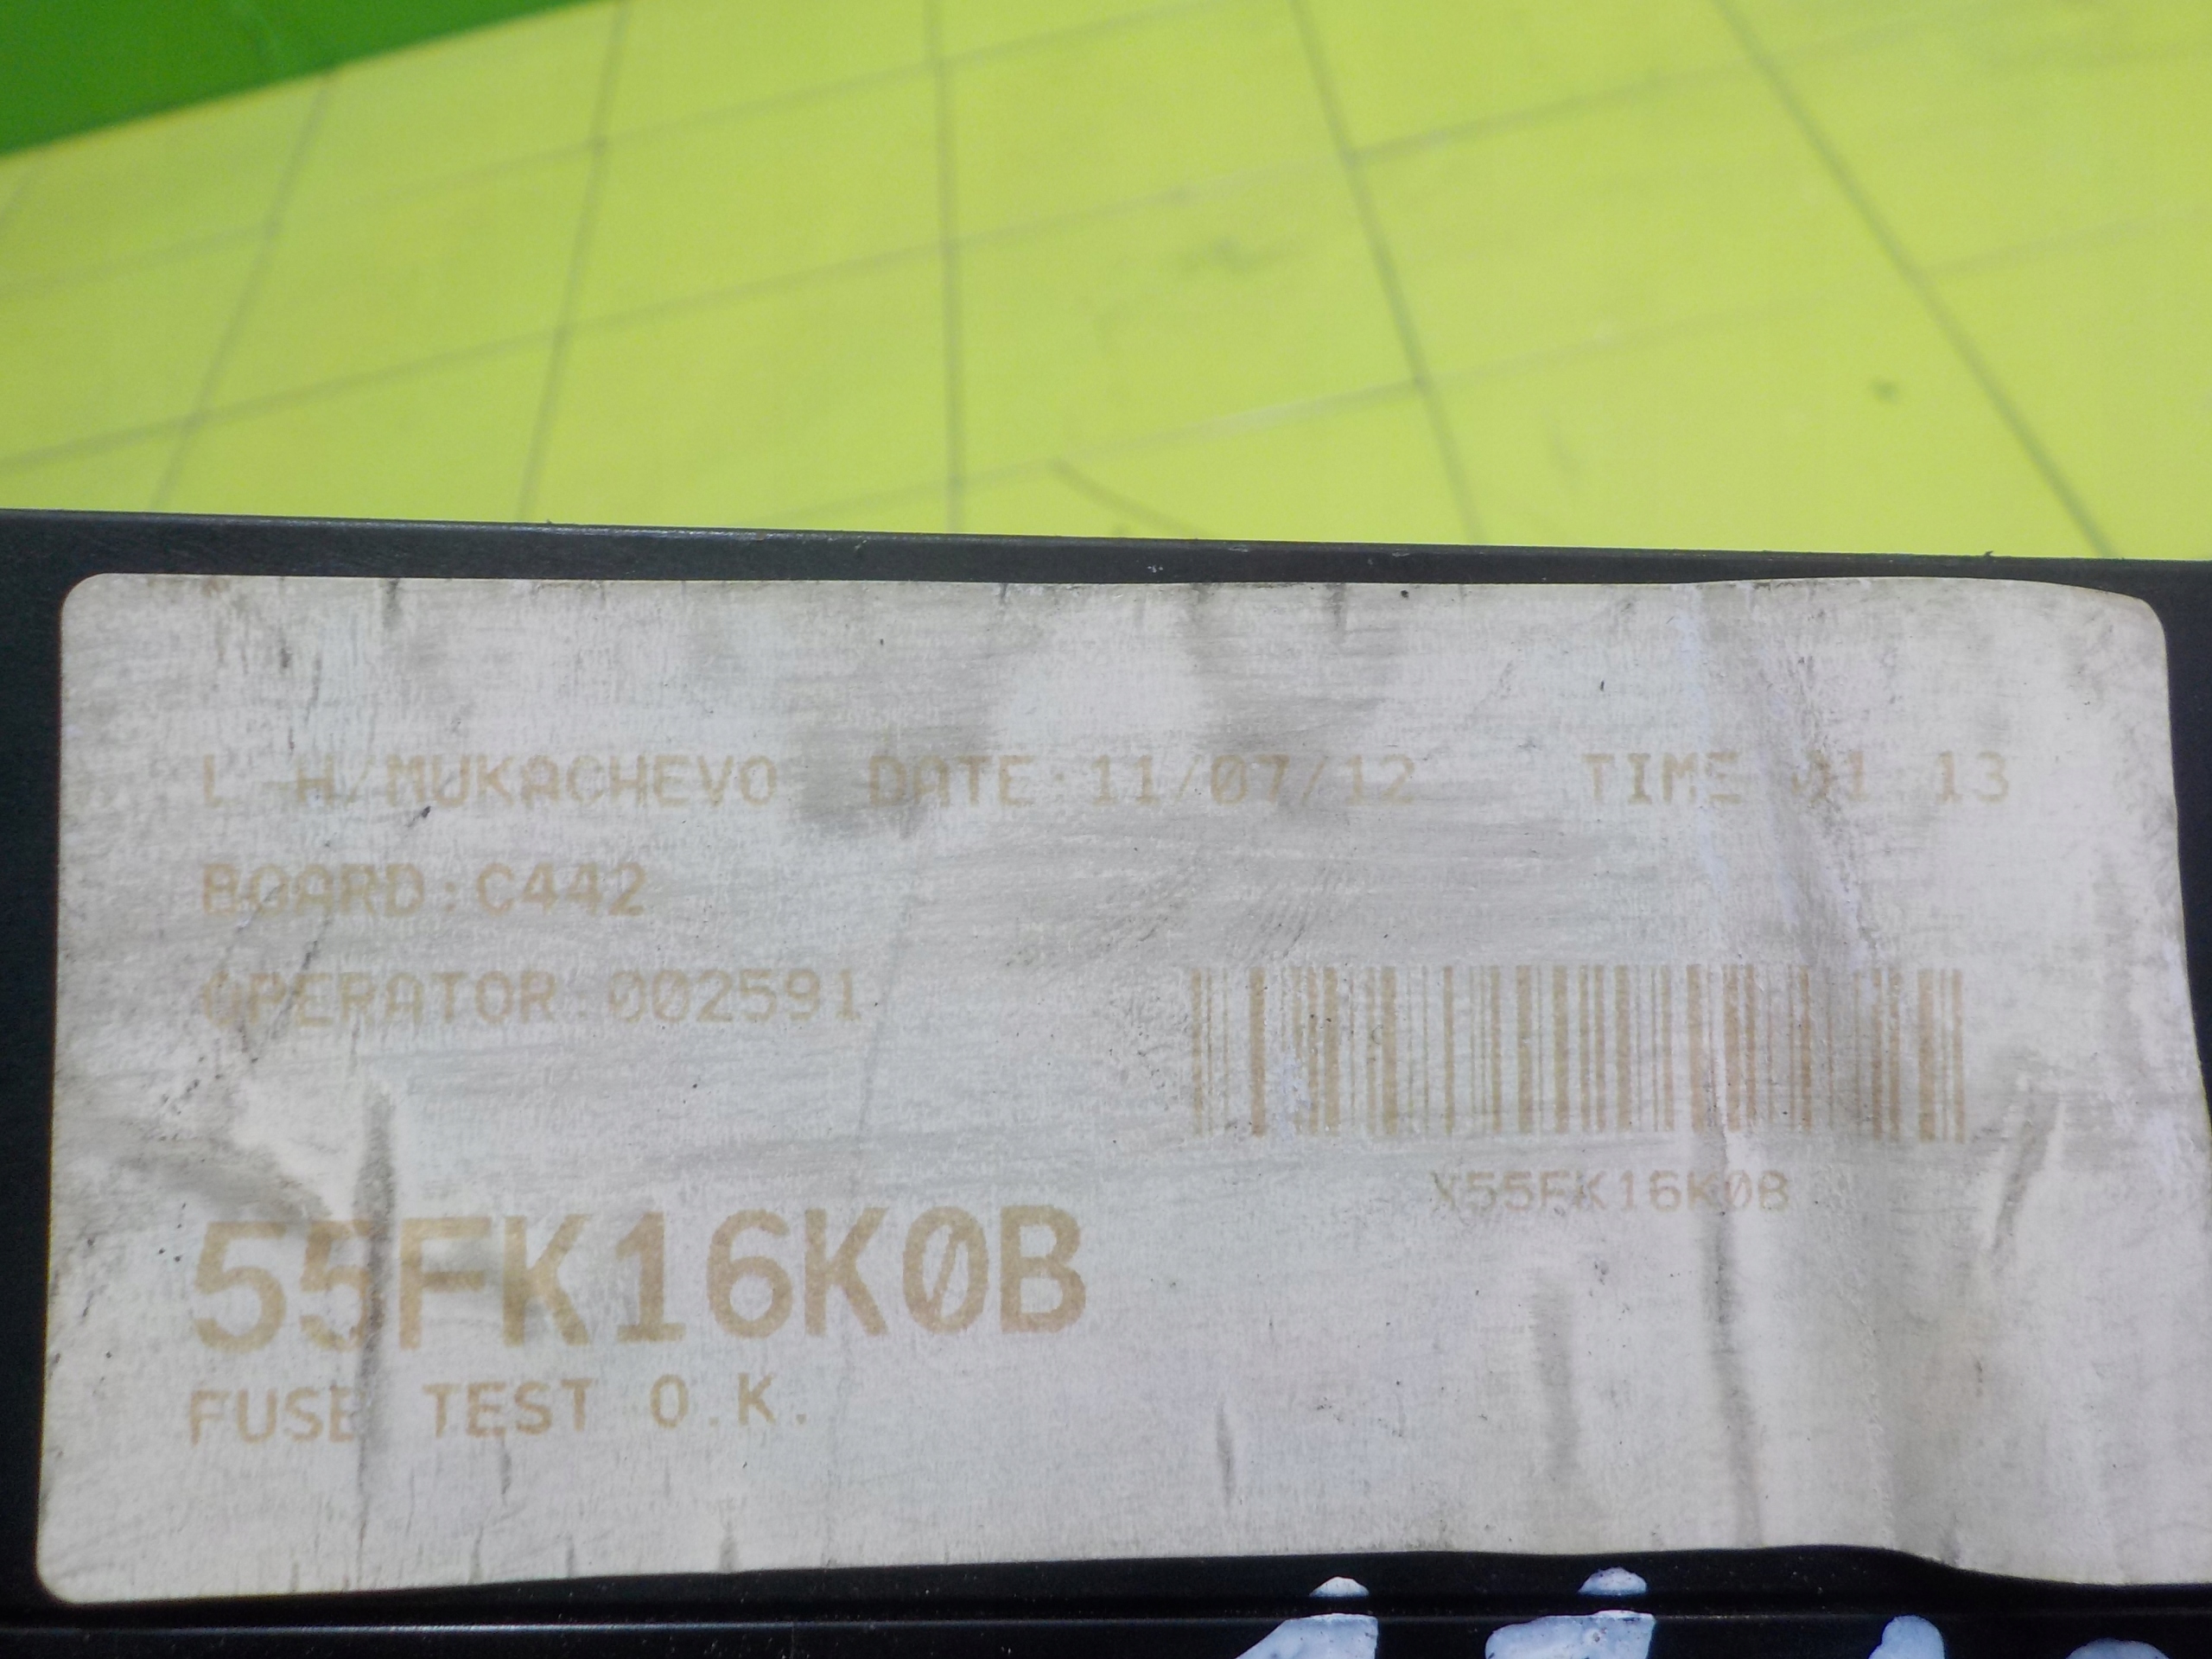 L H MUKACHEVO DATE:11/07/12 TIME 01 13
BOARD:C442
OPERATOR:002591
X55FK16K0B
55FK16K0B
FUSE TEST O.K.